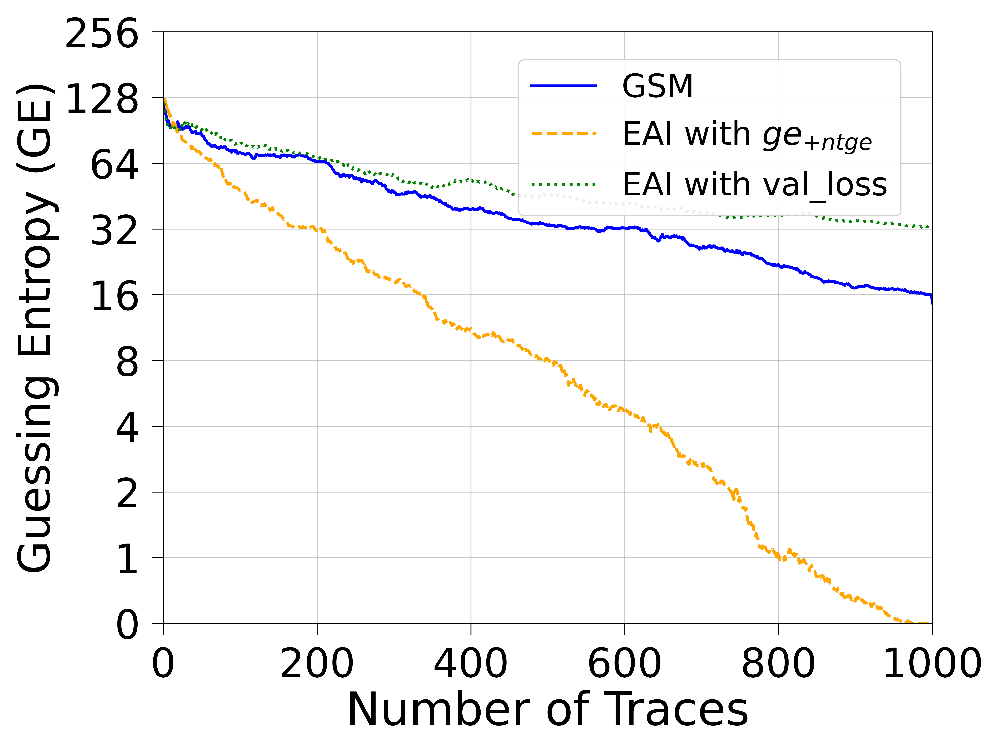 Guessing Entropy (GE)
256
128
64
32
16
8
4
2
1
0
GSM
EAI with ge+ntge
EAI with val_loss
0 200 400 600 800 1000
Number of Traces